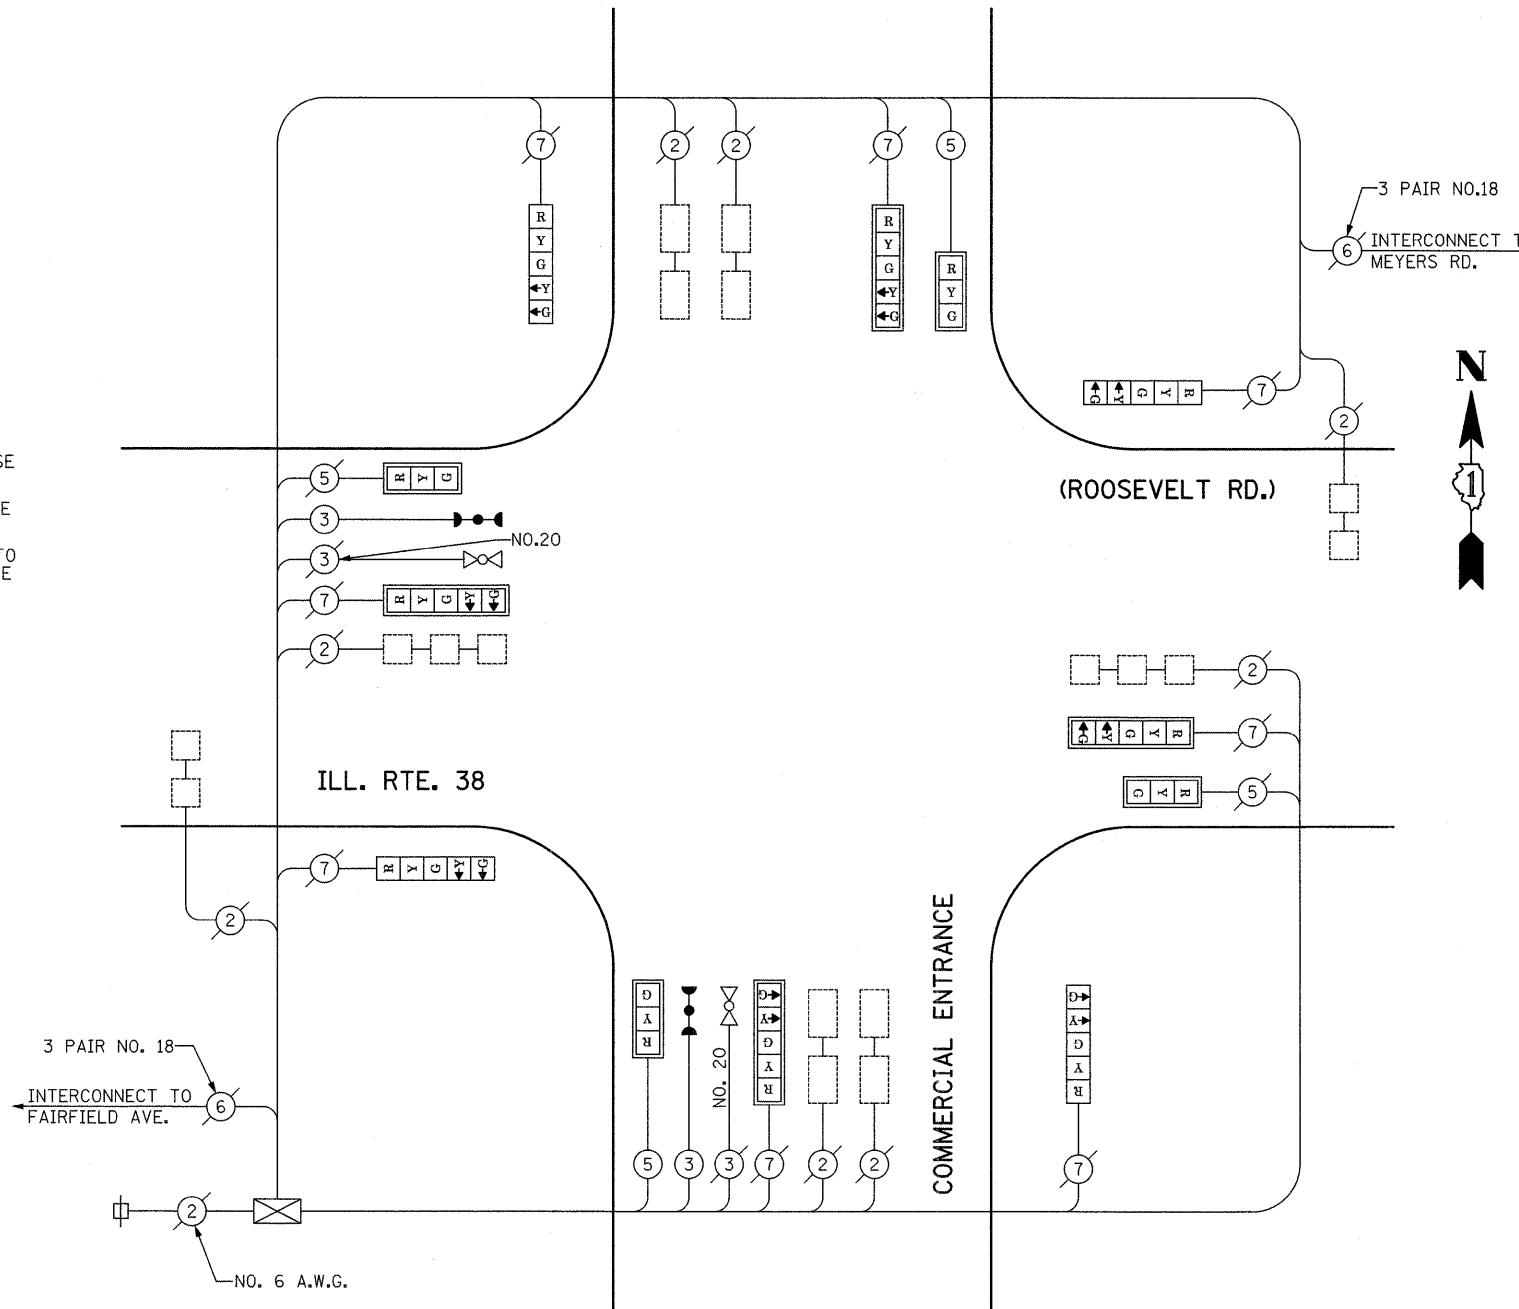 7
2
2
7
5
R
Y
G
Y
G
R
Y
G
Y
G
R
Y
G
3 PAIR NO.18
6 INTERCONNECT T
MEYERS RD.
N
1
G Y G Y R 7
2
SE
E
TO
E
(ROOSEVELT RD.)
5 R Y G
3
NO.20
3
7 R Y G Y G
2
2
G Y G Y R 7
G Y R 5
ILL. RTE. 38
7 R Y G Y G
2
COMMERCIAL ENTRANCE
G
Y
R
G
Y
G
Y
R
G
Y
G
Y
R
NO. 20
3 PAIR NO. 18
INTERCONNECT TO 6
FAIRFIELD AVE.
5
3
3
7
2
2
7
2
NO. 6 A.W.G.